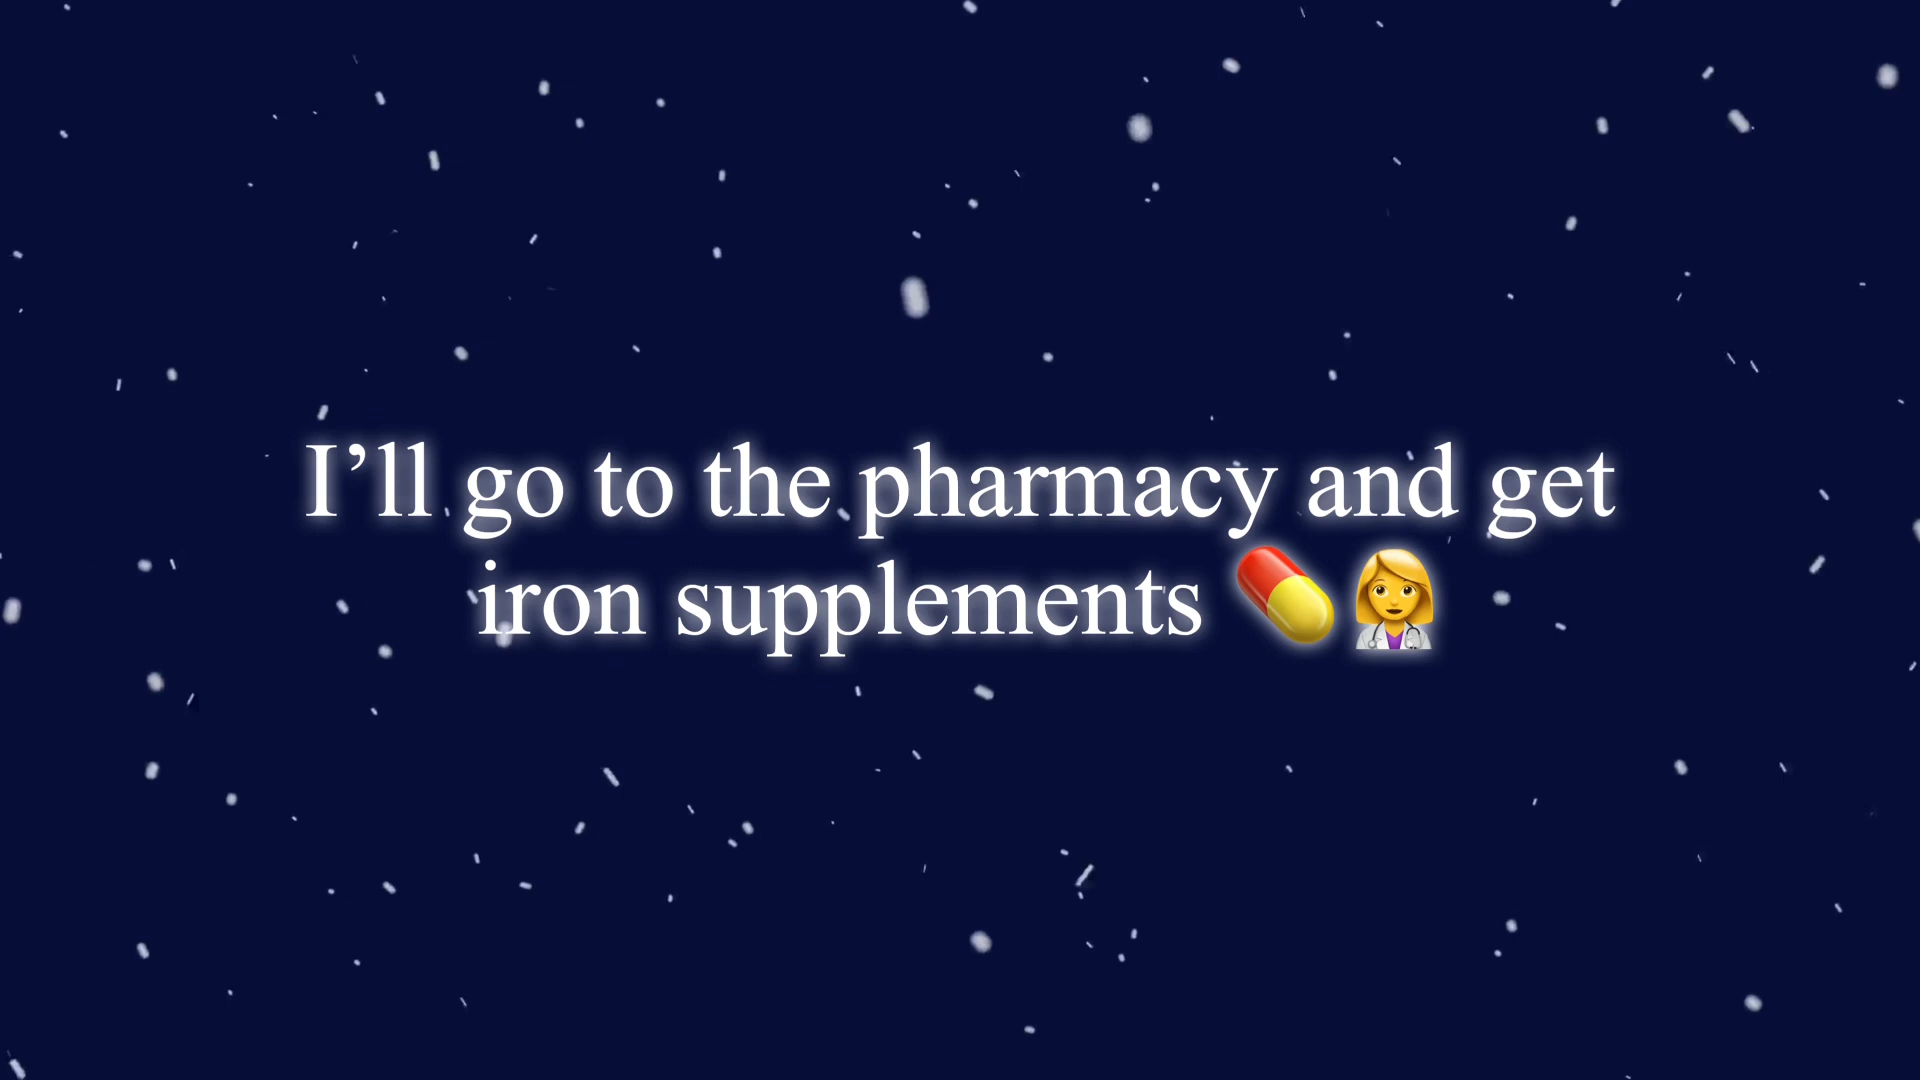 I’ll go to the pharmacy and get
iron supplements 💊👩‍⚕️